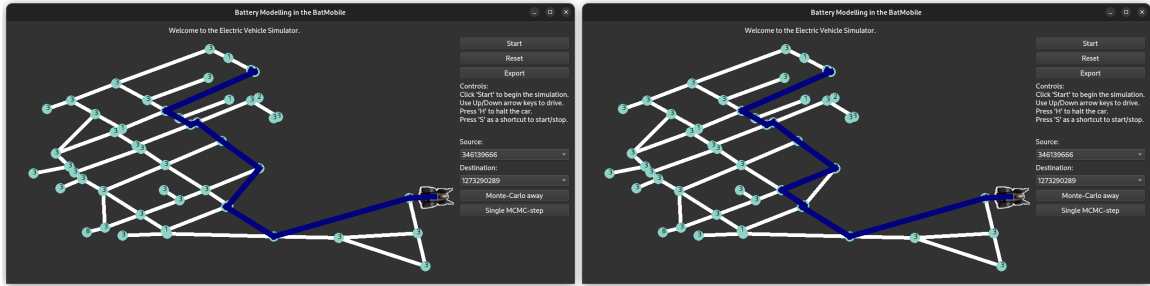 Battery Modelling in the BatMobile
Welcome to the Electric Vehicle Simulator.
Start
Reset
Export
Controls:
Click 'Start' to begin the simulation.
Use Up/Down arrow keys to drive.
Press 'H' to halt the car.
Press 'S' as a shortcut to start/stop.
Source:
346139666
Destination:
1273290289
Monte-Carlo away
Single MCMC-step
Battery Modelling in the BatMobile
Welcome to the Electric Vehicle Simulator.
Start
Reset
Export
Controls:
Click 'Start' to begin the simulation.
Use Up/Down arrow keys to drive.
Press 'H' to halt the car.
Press 'S' as a shortcut to start/stop.
Source:
346139666
Destination:
1273290289
Monte-Carlo away
Single MCMC-step